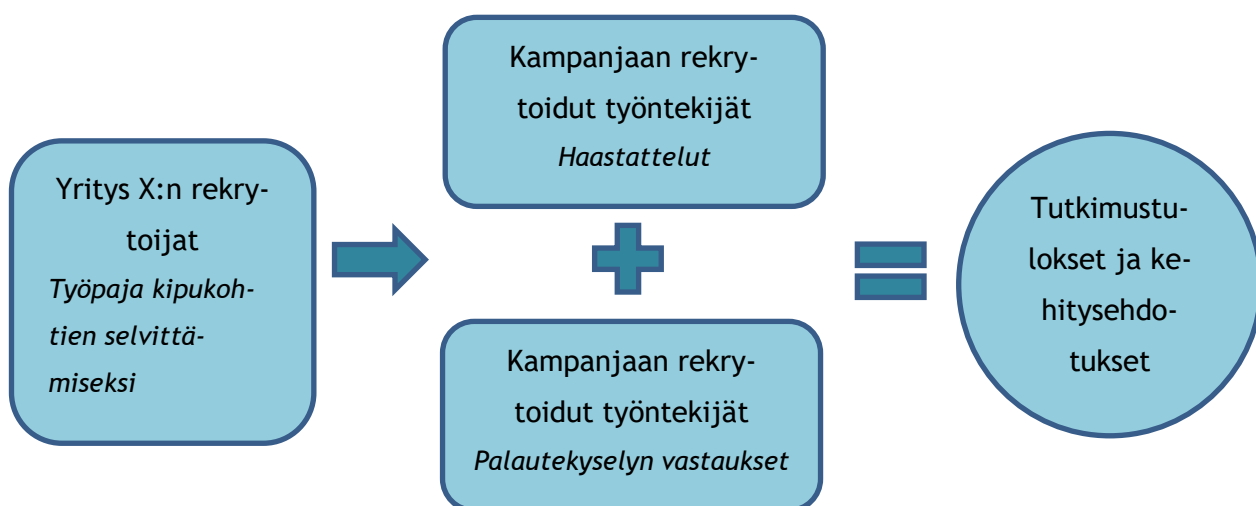 Yritys X:n rekry-
toijat
Työpaja kipukoh-
tien selvittä-
miseksi
Kampanjaan rekry-
toidut työntekijät
Haastattelut
Kampanjaan rekry-
toidut työntekijät
Palautekyselyn vastaukset
Tutkimustu-
lokset ja ke-
hitysehdo-
tukset